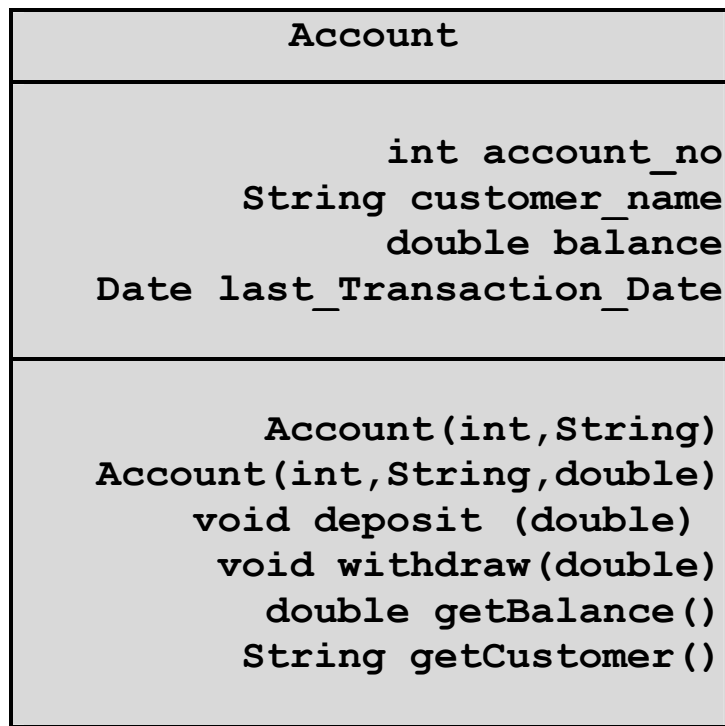 Account
int account_no
String customer_name
double balance
Date last_Transaction_Date
Account(int,String)
Account(int,String,double)
void deposit (double)
void withdraw(double)
double getBalance()
String getCustomer()